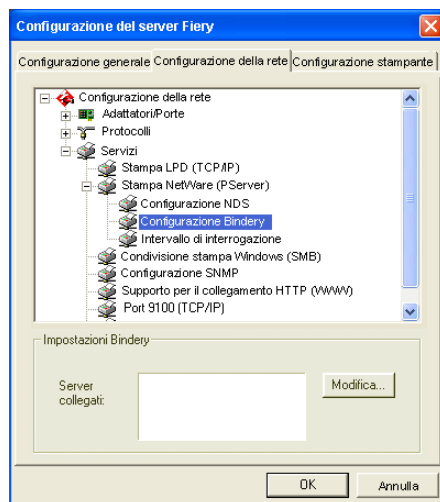 Configurazione del server Fiery
Configurazione generale Configurazione della rete Configurazione stampante
Configurazione della rete
Adattatori/Porte
Protocolli
Servizi
Stampa LPD (TCP/IP)
Stampa NetWare (PServer)
Configurazione NDS
Configurazione Bindery
Intervallo di interrogazione
Condivisione stampa Windows (SMB)
Configurazione SNMP
Supporto per il collegamento HTTP (WWW)
Port 9100 (TCP/IP)
Impostazioni Bindery
Server
collegati:
Modifica...
OK
Annulla